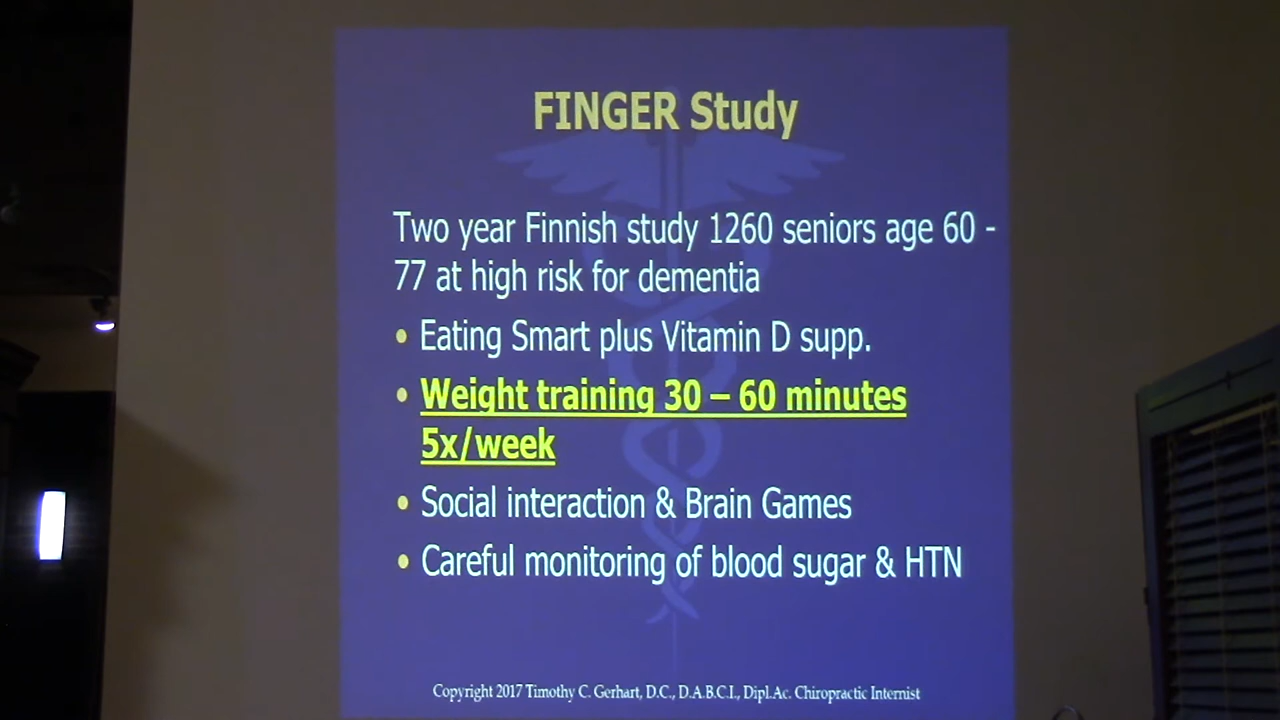 FINGER Study
Two year Finnish study 1260 seniors age 60 -
77 at high risk for dementia
• Eating Smart plus Vitamin D supp.
• Weight training 30 – 60 minutes
5x/week
• Social interaction & Brain Games
• Careful monitoring of blood sugar & HTN
Copyright 2017 Timothy C. Gerhart, D.C., D.A.B.C.I., Dipl.Ac. Chiropractic Internist